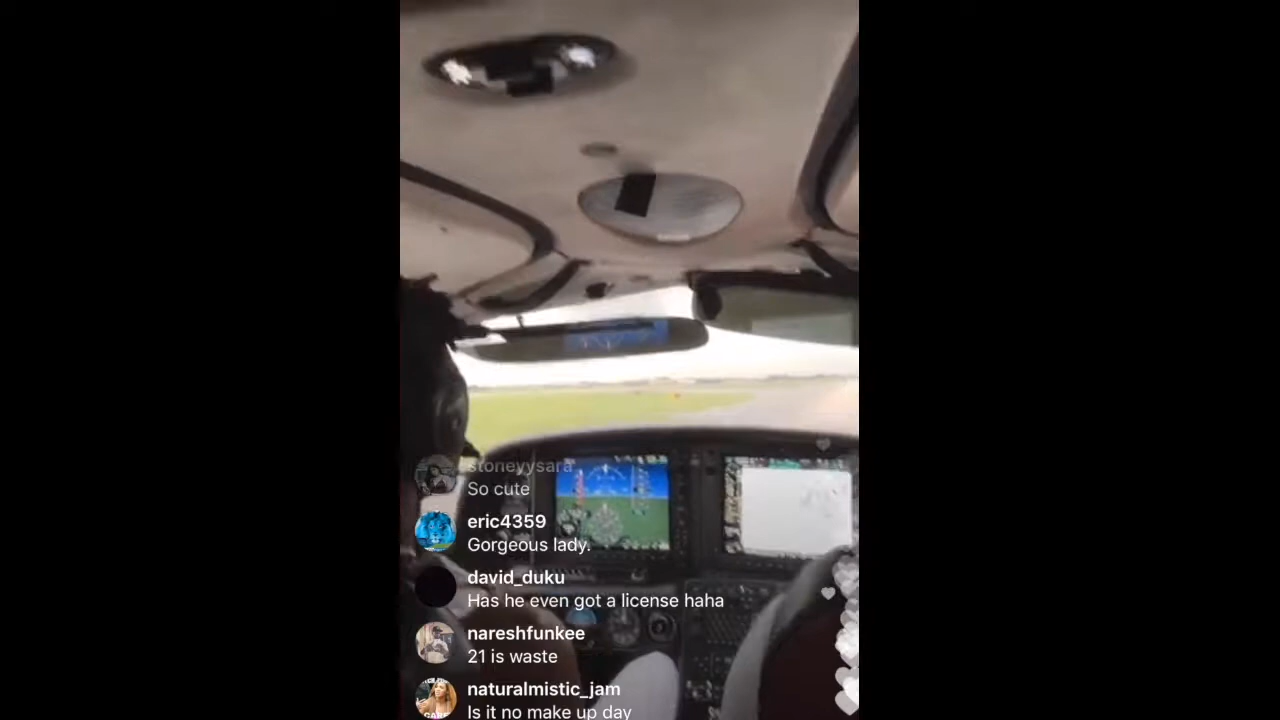 stoneyysara
So cute
eric4359
Gorgeous lady.
david_duku
Has he even got a license haha
nareshfunkee
21 is waste
naturalmistic_jam
Is it no make up day